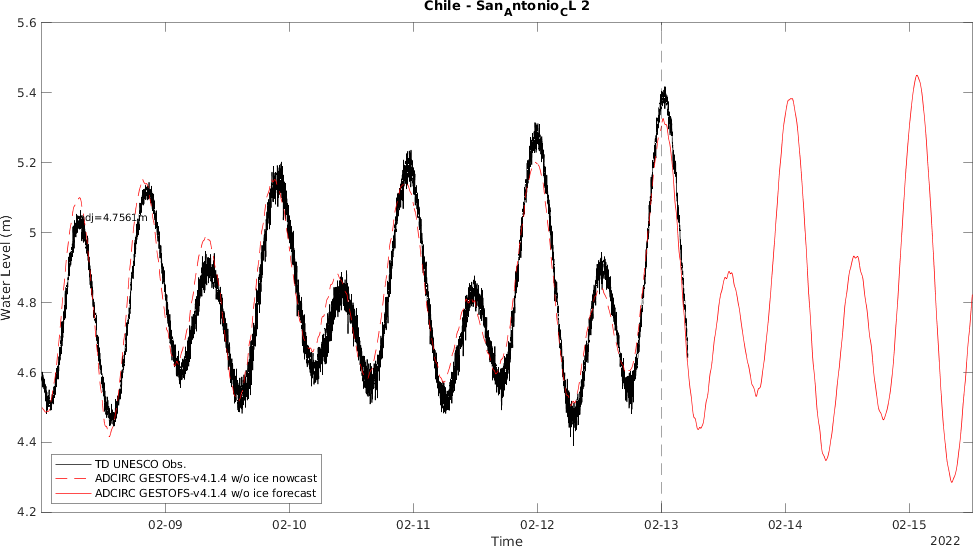 Chile - San_Antonio_CL 2
5.6
5.4
5.2
5
4.8
4.6
4.4
4.2
Water Level (m)
dj=4.7561m
TD UNESCO Obs.
ADCIRC GESTOFS-v4.1.4 w/o ice nowcast
ADCIRC GESTOFS-v4.1.4 w/o ice forecast
02-09 02-10 02-11 02-12 02-13 02-14 02-15
Time
2022